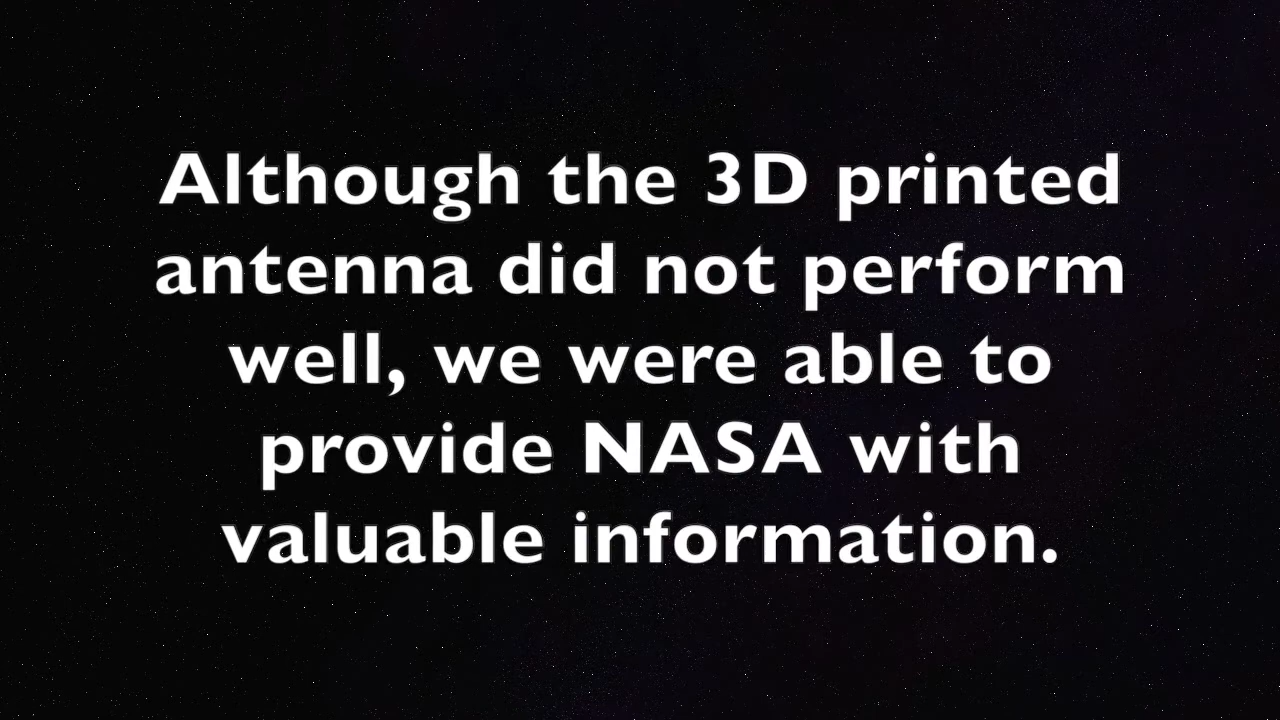 Although the 3D printed
antenna did not perform
well, we were able to
provide NASA with
valuable information.